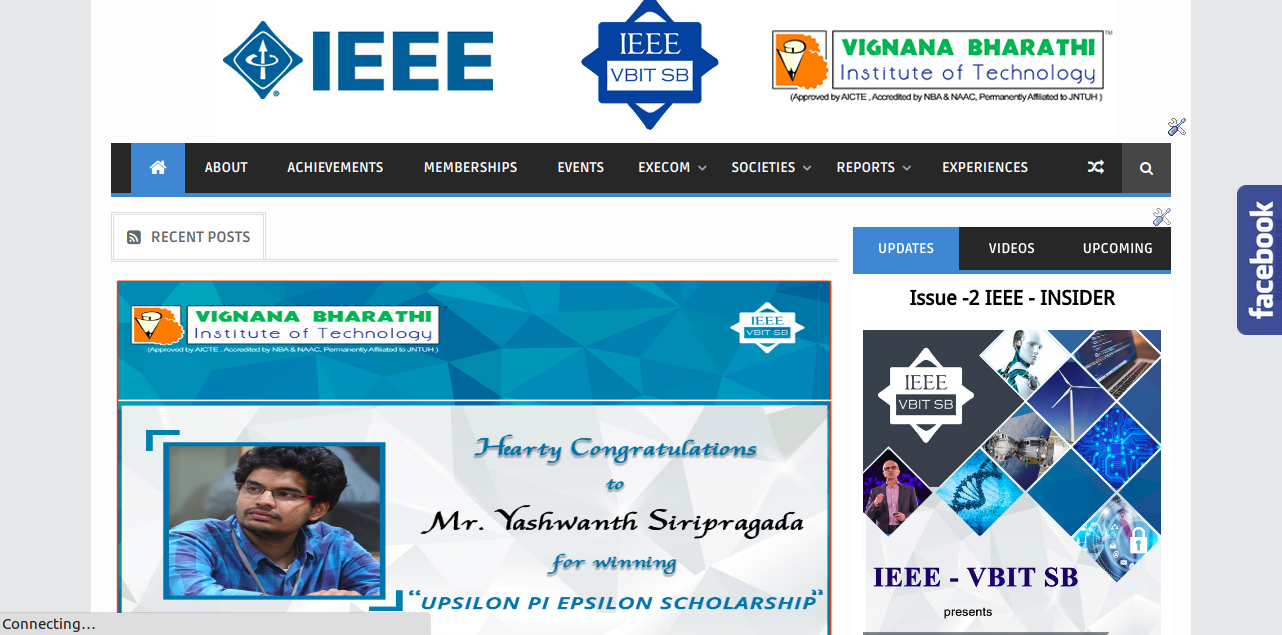 IEEE
IEEE
VBIT SB
VIGNANA BHARATHI
Institute of Technology
(Approved by AICTE , Accredited by NBA & NAAC, Permanently Affiliated to JNTUH )
TM
ABOUT ACHIEVEMENTS MEMBERSHIPS EVENTS EXECOM SOCIETIES REPORTS EXPERIENCES
RECENT POSTS
VIGNANA BHARATHI
Institute of Technology
(Approved by AICTE , Accredited by NBA & NAAC, Permanently Affiliated to JNTUH )
IEEE
VBIT SB
Hearty Congratulations
to
Mr. Yashwanth Siripragada
for winning
“UPSILON PI EPSILON SCHOLARSHIP”
UPDATES VIDEOS UPCOMING
Issue -2 IEEE - INSIDER
IEEE
VBIT SB
IEEE - VBIT SB
presents
facebook
Connecting…